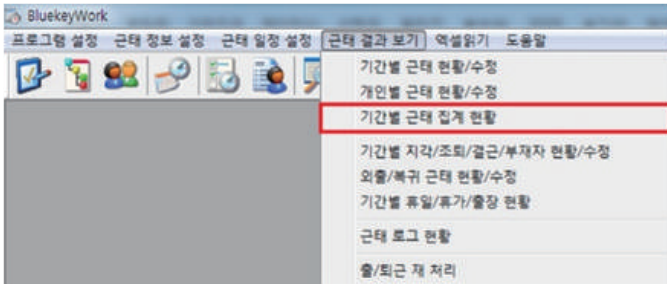 BluekeyWork
프로그램 설정 근태 정보 설정 근태 일정 설정 근태 결과 보기 엑셀읽기 도움말
기간별 근태 현황/수정
개인별 근태 현황/수정
기간별 근태 집계 현황
기간별 지각/조퇴/결근/부재자 현황/수정
외출/복귀 근태 현황/수정
기간별 휴일/휴가/출장 현황
근태 로그 현황
출/퇴근 재 처리